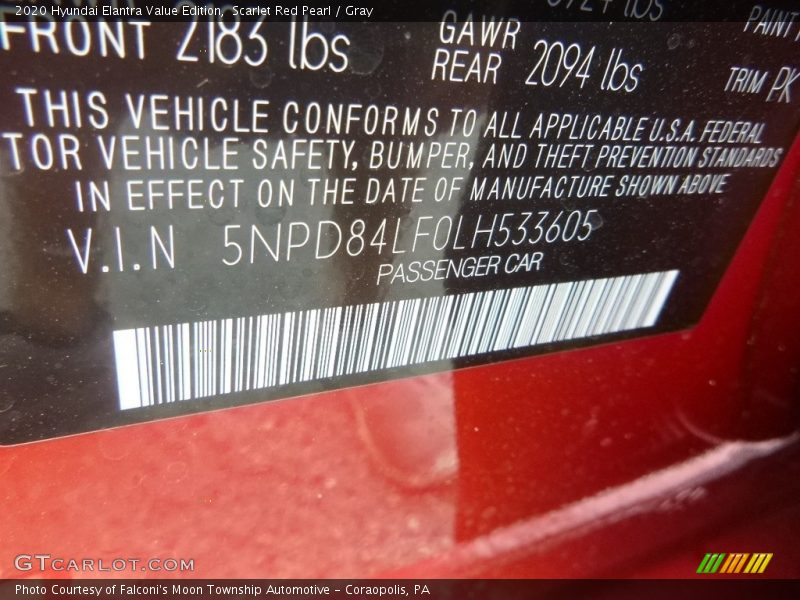 2020 Hyundai Elantra Value Edition, Scarlet Red Pearl / Gray
lbs
PAINT
FRONT 2183 lbs
GAWR
REAR 2094 lbs
TRIM PK
THIS VEHICLE CONFORMS TO ALL APPLICABLE U.S.A. FEDERAL
TOR VEHICLE SAFETY, BUMPER, AND THEFT PREVENTION STANDARDS
IN EFFECT ON THE DATE OF MANUFACTURE SHOWN ABOVE
V.I.N 5NPD84LF0LH533605
PASSENGER CAR
GTCARLOT.COM
Photo Courtesy of Falconi's Moon Township Automotive - Coraopolis, PA